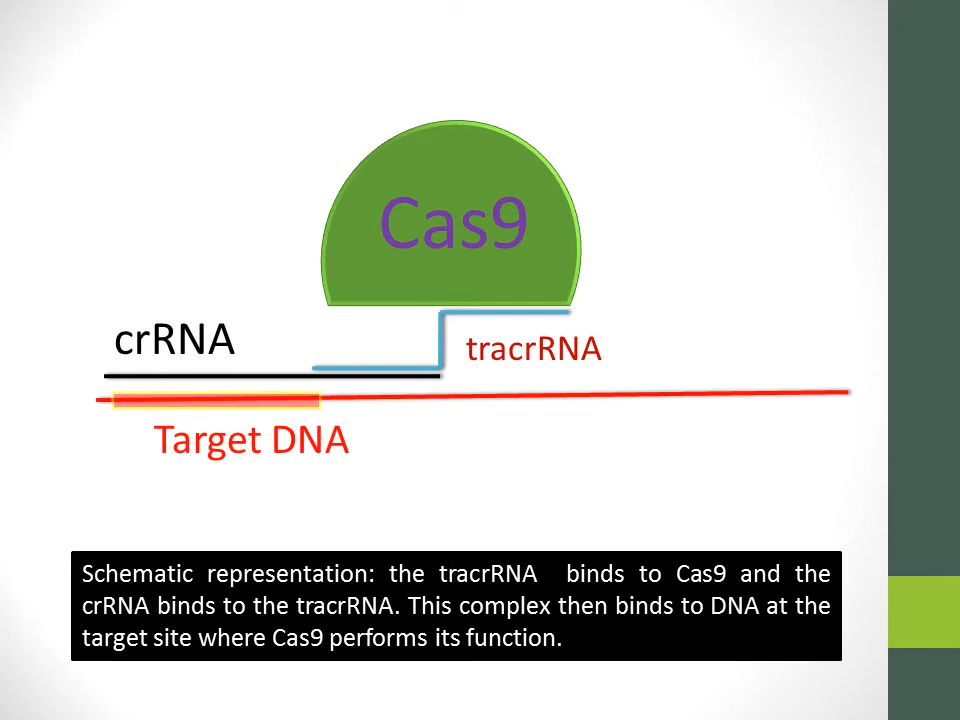 Cas9
crRNA
tracrRNA
Target DNA
Schematic representation: the tracrRNA binds to Cas9 and the
crRNA binds to the tracrRNA. This complex then binds to DNA at the
target site where Cas9 performs its function.